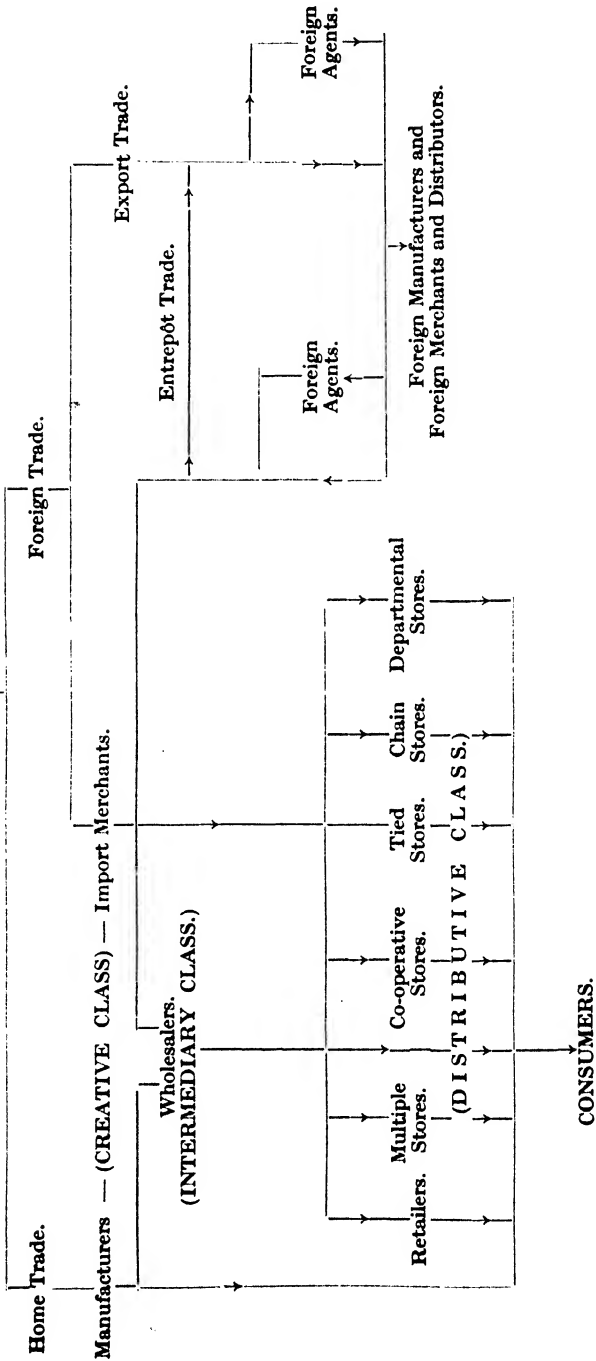 Home Trade.
Foreign Trade.
Manufacturers — (CREATIVE CLASS) — Import Merchants.
Export Trade.
Wholesalers.
(INTERMEDIARY CLASS.)
Entrepôt Trade.
Foreign
Agents.
Foreign
Agents.
Retailers.
Multiple
Stores.
Co-operative
Stores.
Tied
Stores.
Chain
Stores.
Departmental
Stores.
(DISTRIBUTIVE CLASS.)
Foreign Manufacturers and
Foreign Merchants and Distributors.
CONSUMERS.